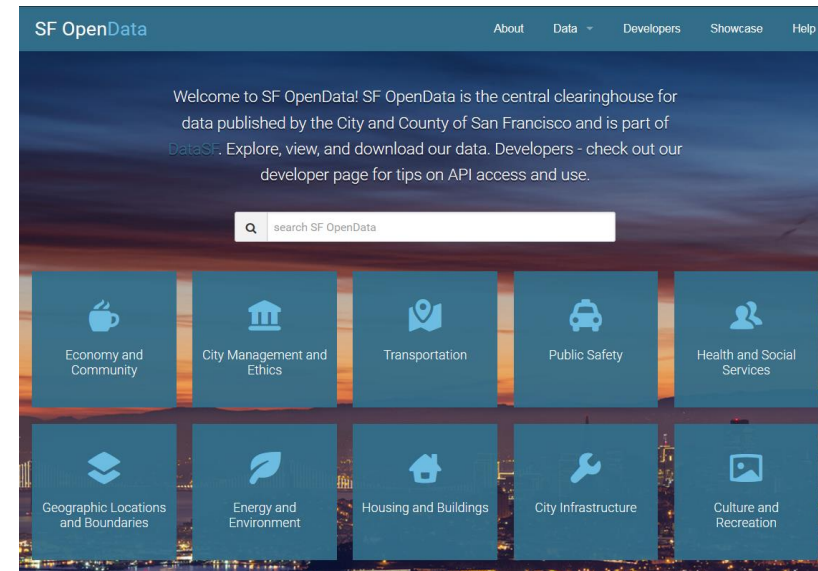 SF OpenData
About Data Developers Showcase Help
Welcome to SF OpenData! SF OpenData is the central clearinghouse for
data published by the City and County of San Francisco and is part of
DataSF. Explore, view, and download our data. Developers - check out our
developer page for tips on API access and use.
search SF OpenData
Economy and
Community
City Management and
Ethics
Transportation
Public Safety
Health and Social
Services
Geographic Locations
and Boundaries
Energy and
Environment
Housing and Buildings
City Infrastructure
Culture and
Recreation